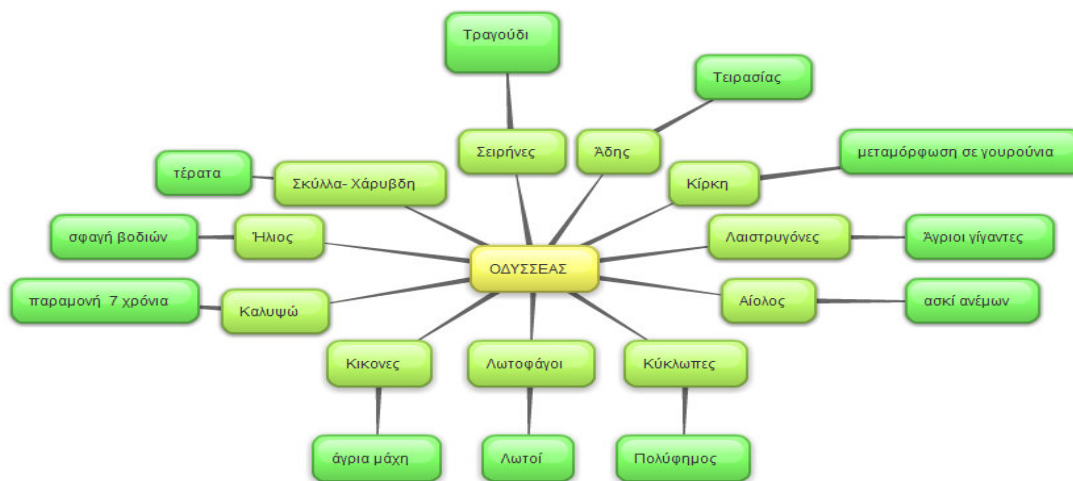 Τραγούδι
Τειρασίας
Σειρήνες
Άδης
μεταμόρφωση σε γουρούνια
τέρατα
Σκύλλα- Χάρυβδη
Κίρκη
σφαγή βοδιών
Ήλιος
Λαιστρυγόνες
Άγριοι γίγαντες
ΟΔΥΣΣΕΑΣ
παραμονή 7 χρόνια
Καλυψώ
Αίολος
ασκί ανέμων
Κικονες
Λωτοφάγοι
Κύκλωπες
άγρια μάχη
Λωτοί
Πολύφημος